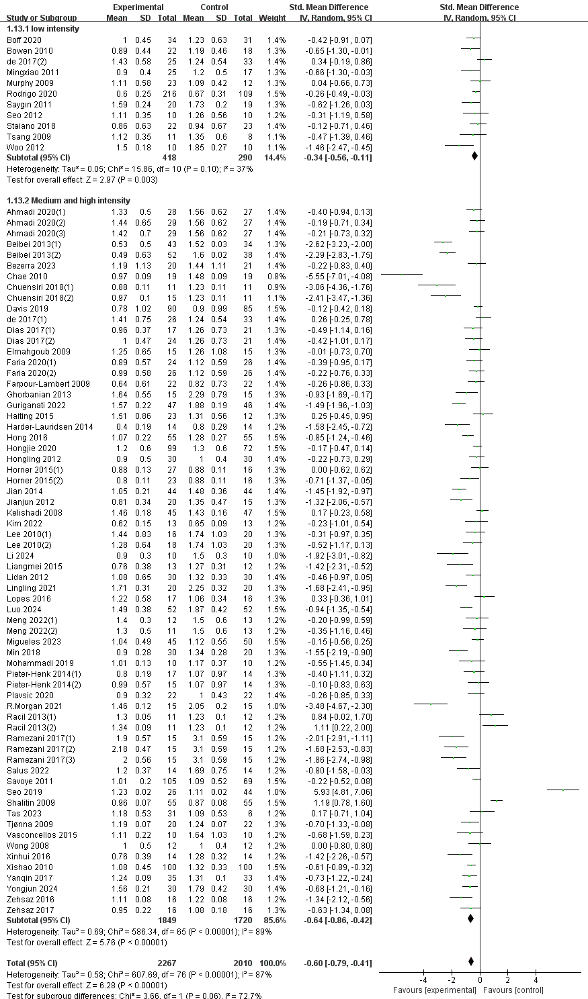 Experimental Control Std. Mean Difference Std. Mean Difference
Study or Subgroup Mean SD Total Mean SD Total Weight IV, Random, 95% CI IV, Random, 95% CI
1.13.1 low intensity
Boff 2020 1 0.45 34 1.23 0.63 31 1.4% -0.42 [-0.91, 0.07]
Bowen 2010 0.89 0.44 22 1.19 0.46 18 1.4% -0.65 [-1.30, -0.01]
de 2017(2) 1.43 0.58 25 1.24 0.54 33 1.4% 0.34 [-0.19, 0.86]
Mingxiao 2011 0.9 0.4 25 1.2 0.5 17 1.4% -0.66 [-1.30, -0.03]
Murphy 2009 1.11 0.58 23 1.09 0.42 12 1.3% 0.04 [-0.66, 0.73]
Rodrigo 2020 0.6 0.25 216 0.67 0.31 109 1.5% -0.26 [-0.49, -0.03]
Saygın 2011 1.59 0.24 20 1.73 0.2 19 1.4% -0.62 [-1.26, 0.03]
Seo 2012 1.11 0.35 10 1.26 0.56 10 1.2% -0.31 [-1.19, 0.58]
Staiano 2018 0.86 0.63 22 0.94 0.67 23 1.4% -0.12 [-0.71, 0.46]
Tsang 2009 1.12 0.35 11 1.35 0.6 8 1.2% -0.47 [-1.39, 0.46]
Woo 2012 1.5 0.18 10 1.85 0.27 10 1.1% -1.46 [-2.47, -0.45]
Subtotal (95% CI) 418 290 14.4% -0.34 [-0.56, -0.11]
Heterogeneity: Tau² = 0.05; Chi² = 15.86, df = 10 (P = 0.10); I² = 37%
Test for overall effect: Z = 2.97 (P = 0.003)
1.13.2 Medium and high intensity
Ahmadi 2020(1) 1.33 0.5 28 1.56 0.62 27 1.4% -0.40 [-0.94, 0.13]
Ahmadi 2020(2) 1.44 0.65 29 1.56 0.62 27 1.4% -0.19 [-0.71, 0.34]
Ahmadi 2020(3) 1.42 0.7 29 1.56 0.62 27 1.4% -0.21 [-0.73, 0.32]
Beibei 2013(1) 0.53 0.5 43 1.52 0.03 34 1.4% -2.62 [-3.23, -2.00]
Beibei 2013(2) 0.49 0.63 52 1.6 0.02 38 1.4% -2.29 [-2.83, -1.75]
Bezerra 2023 1.19 1.13 20 1.44 1.11 21 1.4% -0.22 [-0.83, 0.40]
Chae 2010 0.97 0.09 19 1.48 0.09 19 0.8% -5.55 [-7.01, -4.08]
Chuensiri 2018(1) 0.88 0.11 11 1.23 0.11 11 0.9% -3.06 [-4.36, -1.76]
Chuensiri 2018(2) 0.97 0.1 15 1.23 0.11 11 1.1% -2.41 [-3.47, -1.36]
Davis 2019 0.78 1.02 90 0.9 0.99 85 1.5% -0.12 [-0.42, 0.18]
de 2017(1) 1.41 0.75 26 1.24 0.54 33 1.4% 0.26 [-0.25, 0.78]
Dias 2017(1) 0.96 0.37 17 1.26 0.73 21 1.4% -0.49 [-1.14, 0.16]
Dias 2017(2) 1 0.47 24 1.26 0.73 21 1.4% -0.42 [-1.01, 0.17]
Elmahgoub 2009 1.25 0.65 15 1.26 1.08 15 1.3% -0.01 [-0.73, 0.70]
Faria 2020(1) 0.89 0.57 24 1.12 0.59 26 1.4% -0.39 [-0.95, 0.17]
Faria 2020(2) 0.99 0.58 26 1.12 0.59 26 1.4% -0.22 [-0.76, 0.33]
Farpour-Lambert 2009 0.64 0.61 22 0.82 0.73 22 1.4% -0.26 [-0.86, 0.33]
Ghorbanian 2013 1.64 0.55 15 2.29 0.79 15 1.3% -0.93 [-1.69, -0.17]
Guriganati 2022 1.57 0.22 47 1.88 0.19 46 1.4% -1.49 [-1.96, -1.03]
Haiting 2015 1.51 0.86 23 1.31 0.56 12 1.3% 0.25 [-0.45, 0.95]
Harder-Lauridsen 2014 0.4 0.19 14 0.8 0.29 14 1.2% -1.58 [-2.45, -0.72]
Hong 2016 1.07 0.22 55 1.28 0.27 55 1.5% -0.85 [-1.24, -0.46]
Hongjie 2020 1.2 0.6 99 1.3 0.6 72 1.5% -0.17 [-0.47, 0.14]
Hongling 2012 0.9 0.5 30 1 0.4 30 1.4% -0.22 [-0.73, 0.29]
Horner 2015(1) 0.88 0.13 27 0.88 0.11 16 1.4% 0.00 [-0.62, 0.62]
Horner 2015(2) 0.8 0.11 23 0.88 0.11 16 1.3% -0.71 [-1.37, -0.05]
Jian 2014 1.05 0.21 44 1.48 0.36 44 1.4% -1.45 [-1.92, -0.97]
Jianjun 2012 0.81 0.34 20 1.35 0.47 15 1.3% -1.32 [-2.06, -0.57]
Kelishadi 2008 1.46 0.18 45 1.43 0.16 47 1.5% 0.17 [-0.23, 0.58]
Kim 2022 0.62 0.15 13 0.65 0.09 13 1.3% -0.23 [-1.01, 0.54]
Lee 2010(1) 1.44 0.83 16 1.74 1.03 20 1.3% -0.31 [-0.97, 0.35]
Lee 2010(2) 1.28 0.64 18 1.74 1.03 20 1.4% -0.52 [-1.17, 0.13]
Li 2024 0.9 0.3 10 1.5 0.3 10 1.1% -1.92 [-3.01, -0.82]
Liangmei 2015 0.76 0.38 13 1.27 0.31 12 1.2% -1.42 [-2.31, -0.52]
Lidan 2012 1.08 0.65 30 1.32 0.33 30 1.4% -0.46 [-0.97, 0.05]
Lingling 2021 1.71 0.31 20 2.25 0.32 20 1.3% -1.68 [-2.41, -0.95]
Lopes 2016 1.22 0.58 17 1.06 0.34 16 1.3% 0.33 [-0.36, 1.01]
Luo 2024 1.49 0.38 52 1.87 0.42 52 1.5% -0.94 [-1.35, -0.54]
Meng 2022(1) 1.4 0.3 12 1.5 0.6 13 1.2% -0.20 [-0.99, 0.59]
Meng 2022(2) 1.3 0.5 11 1.5 0.6 13 1.2% -0.35 [-1.16, 0.46]
Migueles 2023 1.04 0.49 45 1.12 0.55 50 1.5% -0.15 [-0.56, 0.25]
Min 2018 0.9 0.28 30 1.34 0.28 20 1.4% -1.55 [-2.19, -0.90]
Mohammadi 2019 1.01 0.13 10 1.17 0.37 10 1.2% -0.55 [-1.45, 0.34]
Pieter-Henk 2014(1) 0.8 0.19 17 1.07 0.97 14 1.3% -0.40 [-1.11, 0.32]
Pieter-Henk 2014(2) 0.99 0.57 15 1.07 0.97 14 1.3% -0.10 [-0.83, 0.63]
Plavsic 2020 0.9 0.32 22 1 0.43 22 1.4% -0.26 [-0.85, 0.33]
R.Morgan 2021 1.46 0.12 15 2.05 0.2 15 1.0% -3.48 [-4.67, -2.30]
Racil 2013(1) 1.3 0.05 11 1.23 0.1 12 1.2% 0.84 [-0.02, 1.70]
Racil 2013(2) 1.34 0.09 11 1.23 0.1 12 1.2% 1.11 [0.22, 2.00]
Ramezani 2017(1) 1.9 0.57 15 3.1 0.59 15 1.2% -2.01 [-2.91, -1.11]
Ramezani 2017(2) 2.18 0.47 15 3.1 0.59 15 1.2% -1.68 [-2.53, -0.83]
Ramezani 2017(3) 2 0.56 15 3.1 0.59 15 1.2% -1.86 [-2.74, -0.98]
Salus 2022 1.2 0.37 14 1.69 0.75 14 1.2% -0.80 [-1.58, -0.03]
Savoye 2011 1.01 0.2 105 1.09 0.52 69 1.5% -0.22 [-0.52, 0.08]
Seo 2019 1.23 0.02 26 1.11 0.02 44 1.0% 5.93 [4.81, 7.06]
Shalitin 2009 0.96 0.07 55 0.87 0.08 55 1.5% 1.19 [0.78, 1.60]
Tas 2023 1.18 0.53 31 1.09 0.53 6 1.2% 0.17 [-0.71, 1.04]
Tjønna 2009 1.19 0.07 20 1.24 0.07 22 1.4% -0.70 [-1.33, -0.08]
Vasconcellos 2015 1.11 0.22 10 1.64 1.03 10 1.2% -0.68 [-1.59, 0.23]
Wong 2008 1 0.5 12 1 0.4 12 1.2% 0.00 [-0.80, 0.80]
Xinhui 2016 0.76 0.39 14 1.28 0.32 14 1.2% -1.42 [-2.26, -0.57]
Xishao 2010 1.08 0.45 100 1.32 0.33 100 1.5% -0.61 [-0.89, -0.32]
Yanqin 2017 1.24 0.09 35 1.31 0.1 33 1.4% -0.73 [-1.22, -0.24]
Yongjun 2024 1.56 0.21 30 1.79 0.42 30 1.4% -0.68 [-1.21, -0.16]
Zehsaz 2016 1.11 0.08 16 1.22 0.08 16 1.3% -1.34 [-2.12, -0.56]
Zehsaz 2017 0.95 0.22 16 1.08 0.18 16 1.3% -0.63 [-1.34, 0.08]
Subtotal (95% CI) 1849 1720 85.6% -0.64 [-0.86, -0.42]
Heterogeneity: Tau² = 0.69; Chi² = 586.34, df = 65 (P < 0.00001); I² = 89%
Test for overall effect: Z = 5.76 (P < 0.00001)
Total (95% CI) 2267 2010 100.0% -0.60 [-0.79, -0.41]
Heterogeneity: Tau² = 0.58; Chi² = 607.69, df = 76 (P < 0.00001); I² = 87%
Test for overall effect: Z = 6.28 (P < 0.00001)
Test for subgroup differences: Chi² = 3.66, df = 1 (P = 0.06), I² = 72.7%
-4 -2 0 2 4
Favours [experimental] Favours [control]